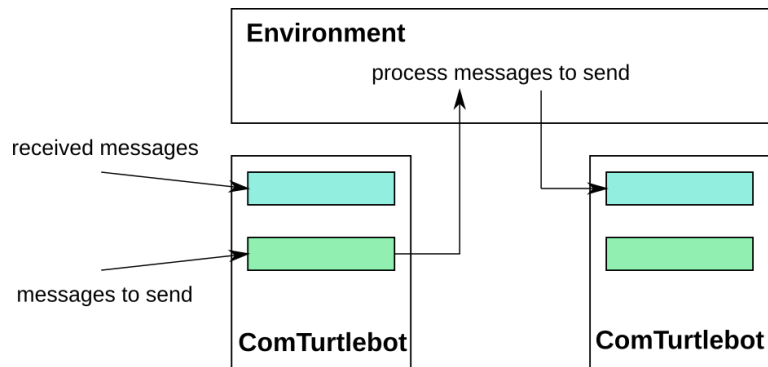 Environment
process messages to send
received messages
messages to send
ComTurtlebot
ComTurtlebot